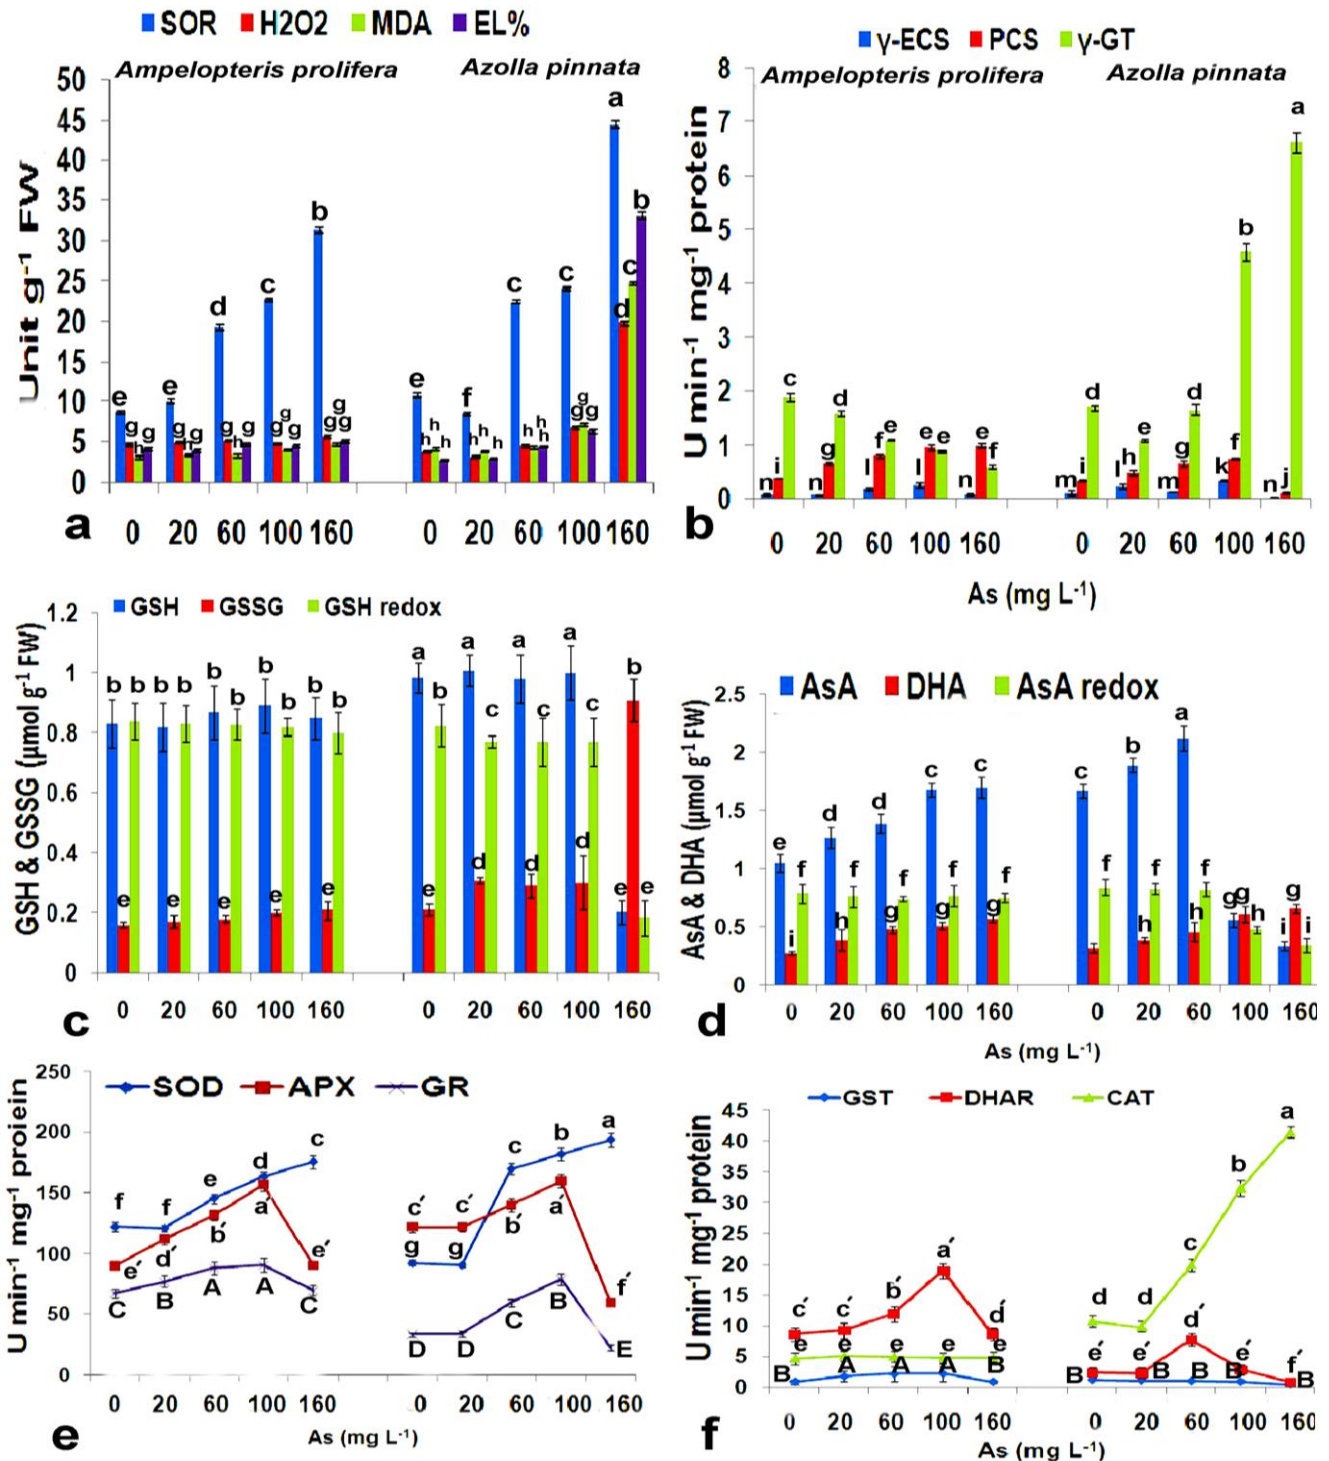 SOR H2O2 MDA EL%
Ampelopteris prolifera Azolla pinnata
Unit g⁻¹ FW
50
45
40
35
30
25
20
15
10
5
0
e g h g
e g h g
d g h g
c g g g
b g g g
e h h h
f h h h
c h h h
c g g g
a d c b
0 20 60 100 160 0 20 60 100 160
a
γ-ECS PCS γ-GT
Ampelopteris prolifera Azolla pinnata
U min⁻¹ mg⁻¹ protein
8
7
6
5
4
3
2
1
0
n i c
n g d
l f e
l e e
n e f
m i d
l h e
m g d
k f b
n j a
0 20 60 100 160 0 20 60 100 160
b
As (mg L⁻¹)
GSH GSSG GSH redox
GSH & GSSG (µmol g⁻¹ FW)
1.2
1
0.8
0.6
0.4
0.2
0
b e b
b e b
b e b
b e b
b e b
a e b
a d c
a d c
a d c
e b e
0 20 60 100 160 0 20 60 100 160
c
AsA DHA AsA redox
AsA & DHA (µmol g⁻¹ FW)
2.5
2
1.5
1
0.5
0
e i f
d h f
d g f
c g f
c g f
c f
b h f
a h f
g g h
i g i
0 20 60 100 160 0 20 60 100 160
d
As (mg L⁻¹)
SOD APX GR
U min⁻¹ mg⁻¹ proiein
250
200
150
100
50
0
f e′ C
f d′ B
e b′ A
d a′ A
c e′ C
c′ g D
c′ g D
c b′ C
b a′ B
a f′ E
0 20 60 100 160 0 20 60 100 160
e
As (mg L⁻¹)
GST DHAR CAT
U min⁻¹ mg⁻¹ protein
45
40
35
30
25
20
15
10
5
0
c′ e B
c′ e A
b′ e A
a′ e A
d′ e B
d e′ B
d e′ B
c d′ B
b e′ B
a f′ B
0 20 60 100 160 0 20 60 100 160
f
As (mg L⁻¹)